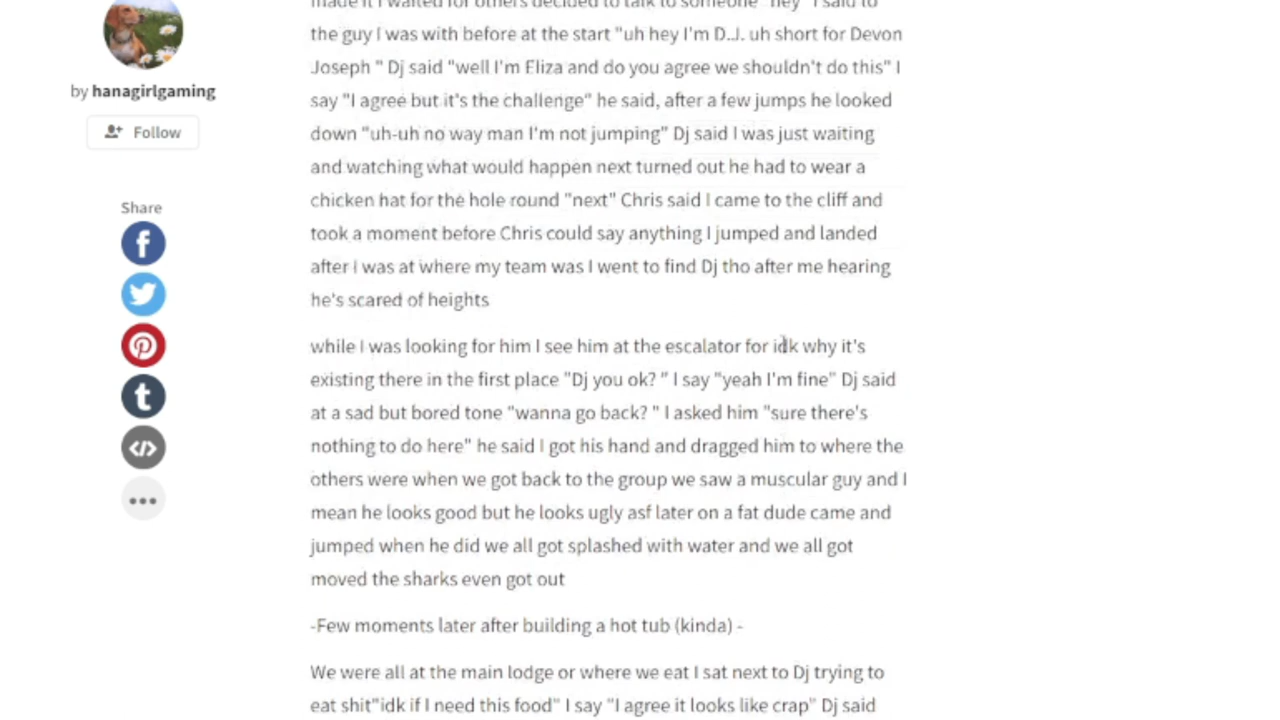 made it I waited for others decided to talk to someone "hey" I said to
the guy I was with before at the start "uh hey I'm D.J. uh short for Devon
Joseph " Dj said "well I'm Eliza and do you agree we shouldn't do this" I
by hanagirlgaming
say "I agree but it's the challenge" he said, after a few jumps he looked
Follow
down "uh-uh no way man I'm not jumping" Dj said I was just waiting
and watching what would happen next turned out he had to wear a
chicken hat for the hole round "next" Chris said I came to the cliff and
Share
took a moment before Chris could say anything I jumped and landed
after I was at where my team was I went to find Dj tho after me hearing
he's scared of heights
while I was looking for him I see him at the escalator for idk why it's
existing there in the first place "Dj you ok? " I say "yeah I'm fine" Dj said
at a sad but bored tone "wanna go back? " I asked him "sure there's
nothing to do here" he said I got his hand and dragged him to where the
others were when we got back to the group we saw a muscular guy and I
mean he looks good but he looks ugly asf later on a fat dude came and
jumped when he did we all got splashed with water and we all got
moved the sharks even got out
-Few moments later after building a hot tub (kinda) -
We were all at the main lodge or where we eat I sat next to Dj trying to
eat shit"idk if I need this food" I say "I agree it looks like crap" Dj said